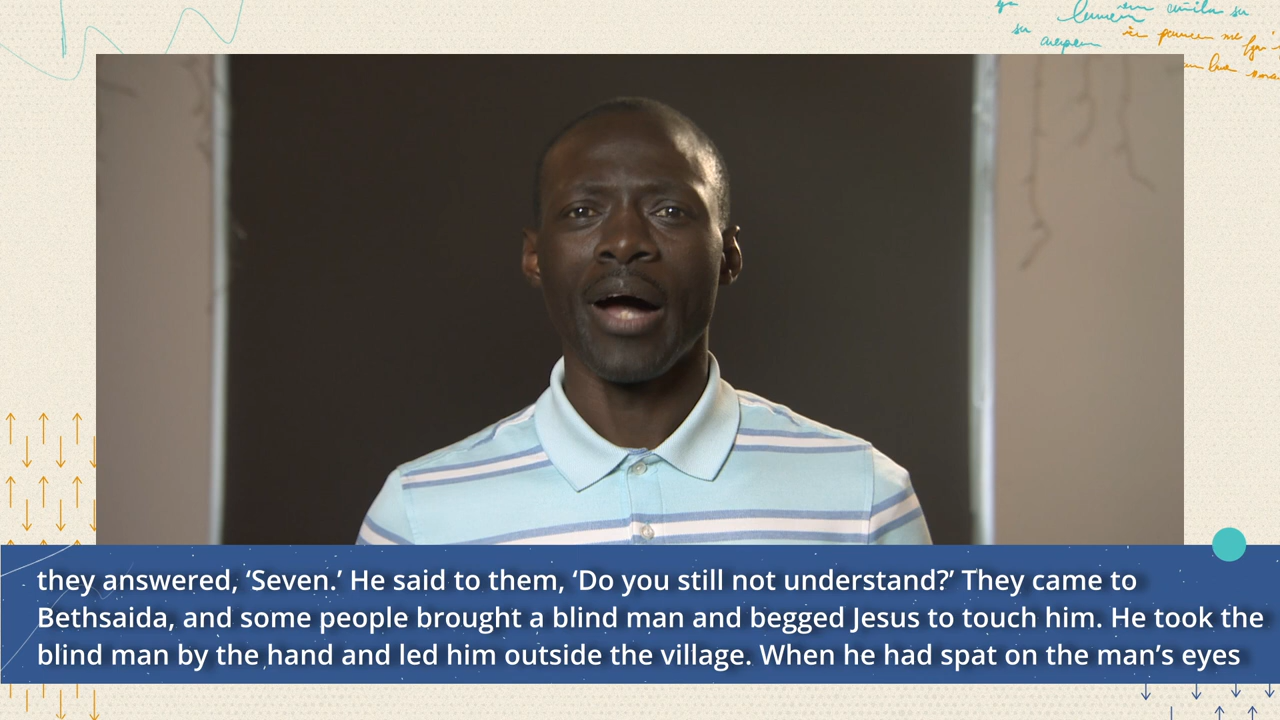 they answered, ‘Seven.’ He said to them, ‘Do you still not understand?’ They came to
Bethsaida, and some people brought a blind man and begged Jesus to touch him. He took the
blind man by the hand and led him outside the village. When he had spat on the man’s eyes